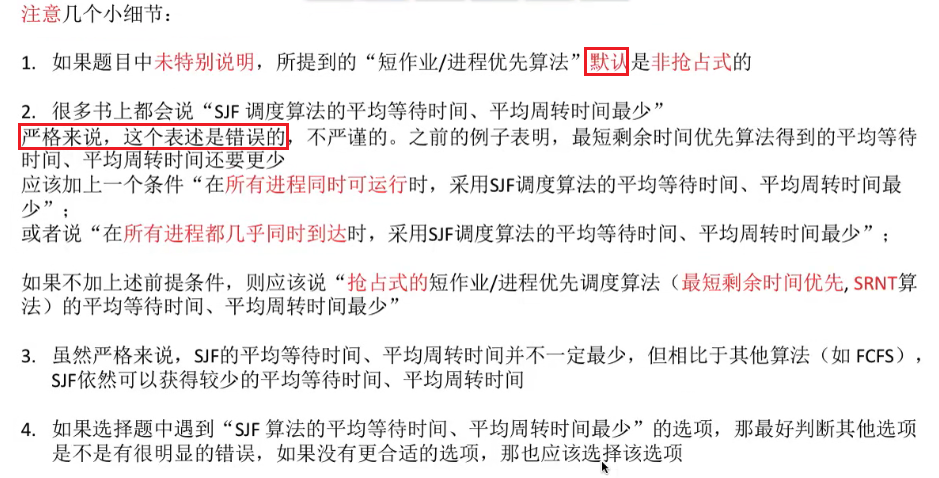 注意几个小细节：
1. 如果题目中未特别说明，所提到的“短作业/进程优先算法”默认是非抢占式的
2. 很多书上都会说“SJF 调度算法的平均等待时间、平均周转时间最少”
严格来说，这个表述是错误的，不严谨的。之前的例子表明，最短剩余时间优先算法得到的平均等待
时间、平均周转时间还要更少
应该加上一个条件“在所有进程同时可运行时，采用SJF调度算法的平均等待时间、平均周转时间最
少”；
或者说“在所有进程都几乎同时到达时，采用SJF调度算法的平均等待时间、平均周转时间最少”；
如果不加上述前提条件，则应该说“抢占式的短作业/进程优先调度算法（最短剩余时间优先, SRNT算
法）的平均等待时间、平均周转时间最少”
3. 虽然严格来说，SJF的平均等待时间、平均周转时间并不一定最少，但相比于其他算法（如 FCFS），
SJF依然可以获得较少的平均等待时间、平均周转时间
4. 如果选择题中遇到“SJF 算法的平均等待时间、平均周转时间最少”的选项，那最好判断其他选项
是不是有很明显的错误，如果没有更合适的选项，那也应该选择该选项